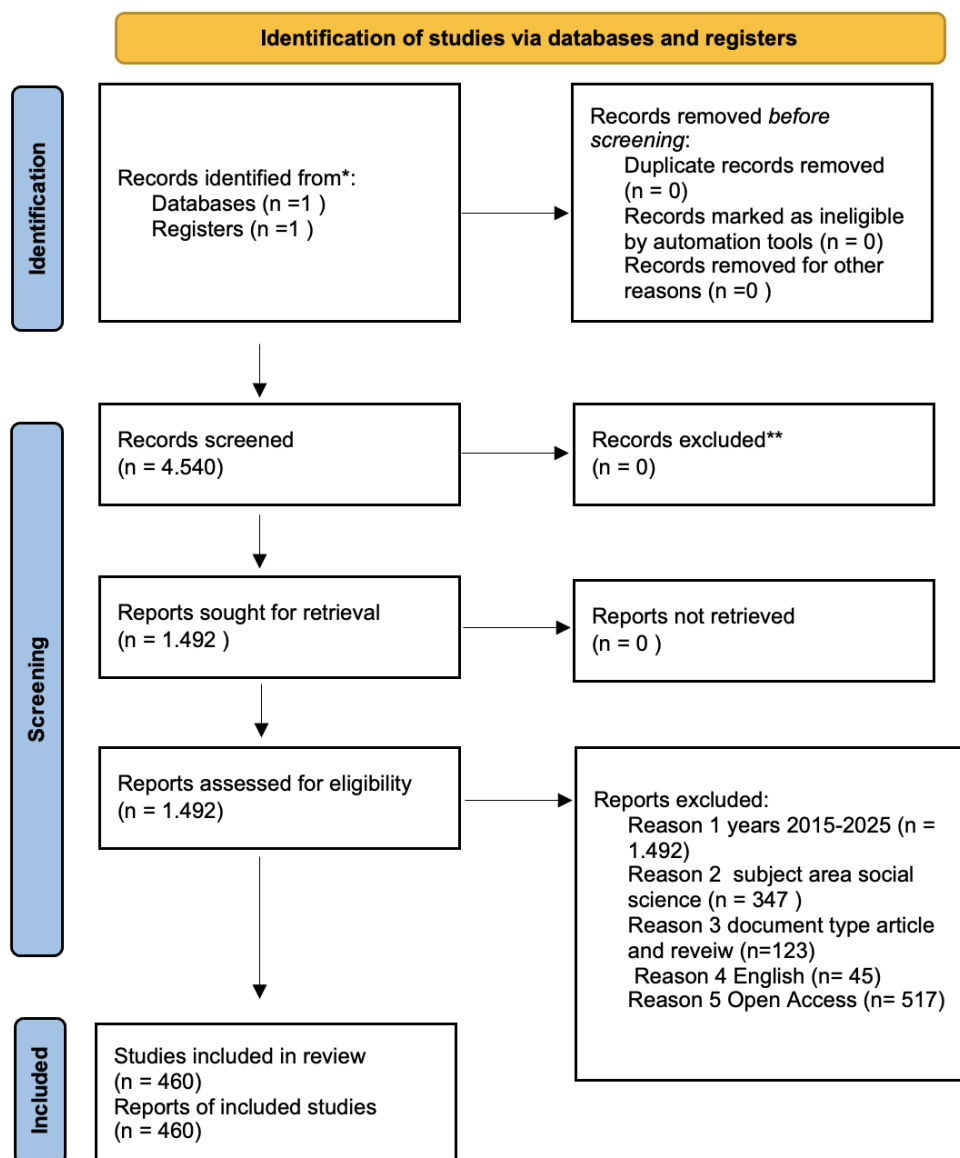 Identification of studies via databases and registers
Identification
Records identified from*:
Databases (n =1 )
Registers (n =1 )
Records removed before
screening:
Duplicate records removed
(n = 0)
Records marked as ineligible
by automation tools (n = 0)
Records removed for other
reasons (n =0 )
Screening
Records screened
(n = 4.540)
Records excluded**
(n = 0)
Reports sought for retrieval
(n = 1.492 )
Reports not retrieved
(n = 0 )
Reports assessed for eligibility
(n = 1.492)
Reports excluded:
Reason 1 years 2015-2025 (n =
1.492)
Reason 2  subject area social
science (n = 347 )
Reason 3 document type article
and reveiw (n=123)
Reason 4 English (n= 45)
Reason 5 Open Access (n= 517)
Included
Studies included in review
(n = 460)
Reports of included studies
(n = 460)